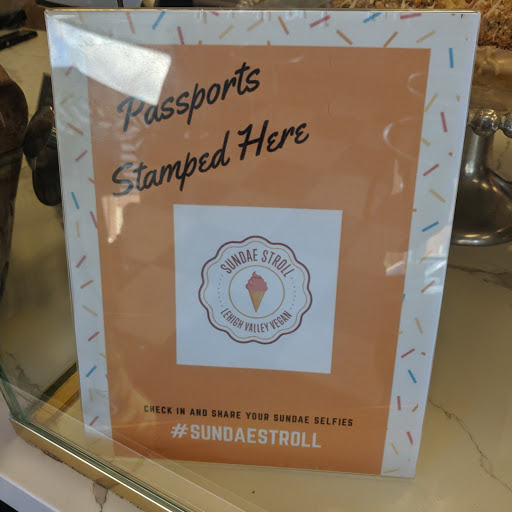 Passports
Stamped Here
SUNDAE STROLL
LEHIGH VALLEY VEGAN
CHECK IN AND SHARE YOUR SUNDAE SELFIES
#SUNDAESTROLL